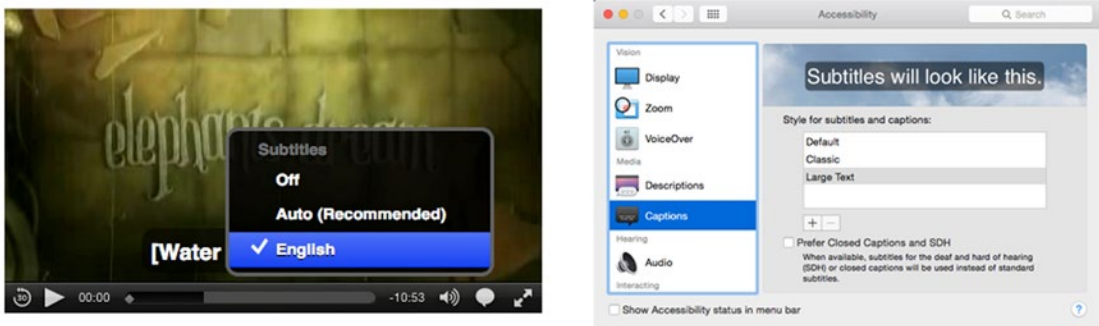 elephants dream
Subtitles
Off
Auto (Recommended)
English
[Water
30
00:00
-10:53
Accessibility
Search
Vision
Display
Zoom
VoiceOver
Media
Descriptions
Captions
Hearing
Audio
Interacting
Subtitles will look like this.
Style for subtitles and captions:
Default
Classic
Large Text
+ −
Prefer Closed Captions and SDH
When available, subtitles for the deaf and hard of hearing
(SDH) or closed captions will be used instead of standard
subtitles.
Show Accessibility status in menu bar
?